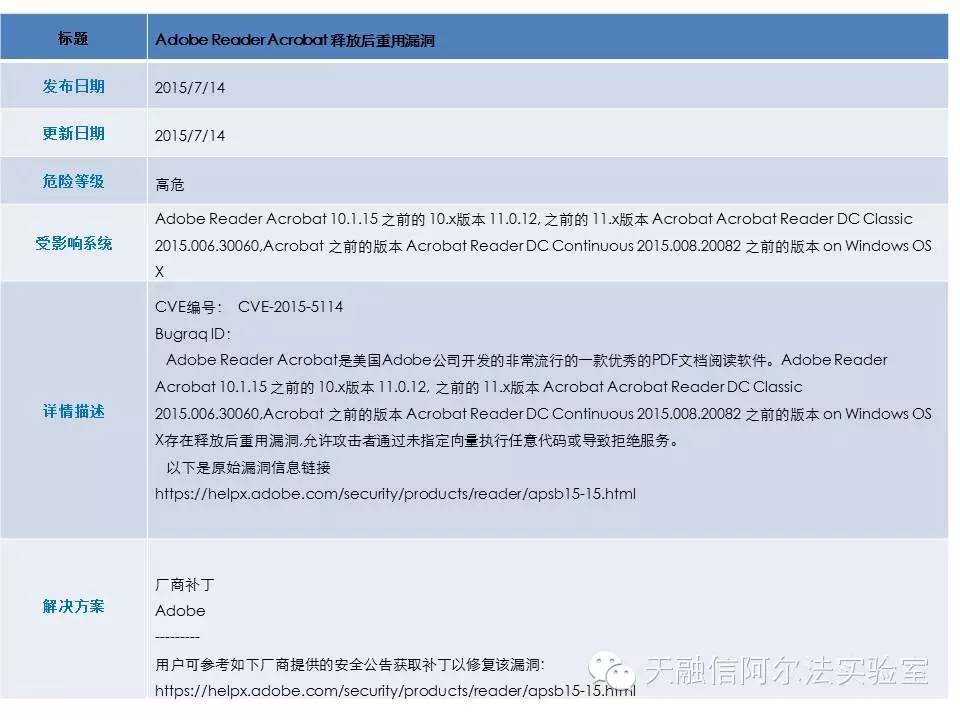 标题
Adobe Reader Acrobat 释放后重用漏洞
发布日期
2015/7/14
更新日期
2015/7/14
危险等级
高危
受影响系统
Adobe Reader Acrobat 10.1.15 之前的 10.x版本 11.0.12, 之前的 11.x版本 Acrobat Acrobat Reader DC Classic
2015.006.30060,Acrobat 之前的版本 Acrobat Reader DC Continuous 2015.008.20082 之前的版本 on Windows OS
X
详情描述
CVE编号： CVE-2015-5114
Bugraq ID：
Adobe Reader Acrobat是美国Adobe公司开发的非常流行的一款优秀的PDF文档阅读软件。Adobe Reader
Acrobat 10.1.15 之前的 10.x版本 11.0.12, 之前的 11.x版本 Acrobat Acrobat Reader DC Classic
2015.006.30060,Acrobat 之前的版本 Acrobat Reader DC Continuous 2015.008.20082 之前的版本 on Windows OS
X存在释放后重用漏洞,允许攻击者通过未指定向量执行任意代码或导致拒绝服务。
以下是原始漏洞信息链接
https://helpx.adobe.com/security/products/reader/apsb15-15.html
解决方案
厂商补丁
Adobe
---------
用户可参考如下厂商提供的安全公告获取补丁以修复该漏洞：
https://helpx.adobe.com/security/products/reader/apsb15-15.html
天融信阿尔法实验室